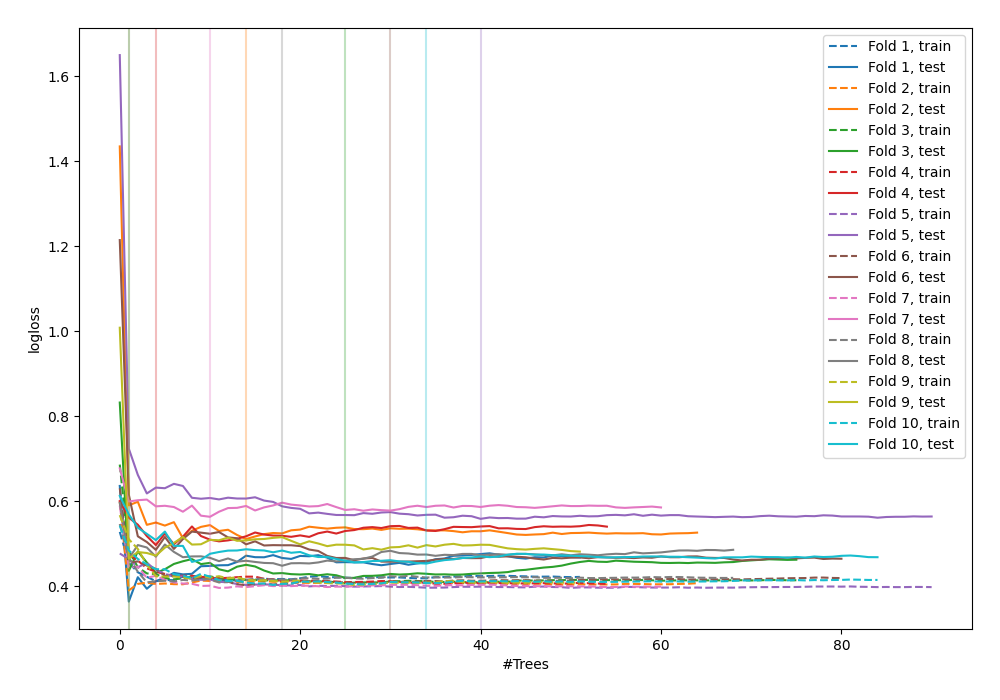 1.6
1.4
1.2
1.0
0.8
0.6
0.4
logloss
0
20
40
60
80
#Trees
Fold 1, train
Fold 1, test
Fold 2, train
Fold 2, test
Fold 3, train
Fold 3, test
Fold 4, train
Fold 4, test
Fold 5, train
Fold 5, test
Fold 6, train
Fold 6, test
Fold 7, train
Fold 7, test
Fold 8, train
Fold 8, test
Fold 9, train
Fold 9, test
Fold 10, train
Fold 10, test